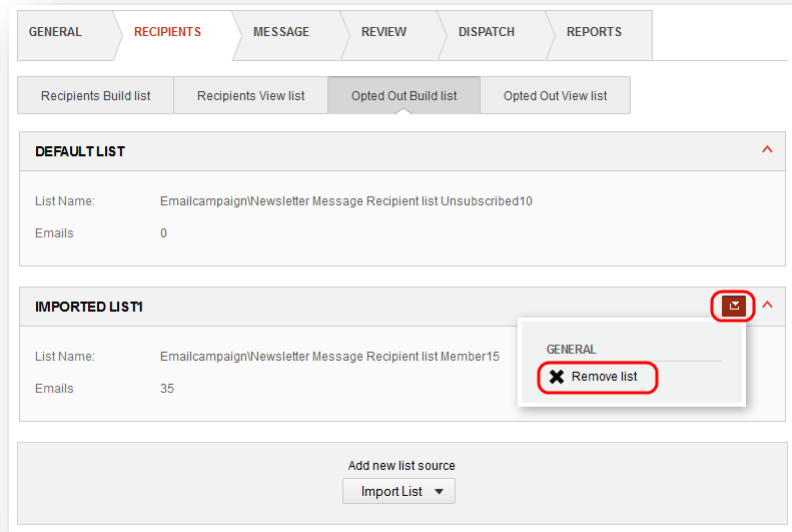 GENERAL RECIPIENTS MESSAGE REVIEW DISPATCH REPORTS
Recipients Build list Recipients View list Opted Out Build list Opted Out View list
DEFAULT LIST
List Name: Emailcampaign\Newsletter Message Recipient list Unsubscribed10
Emails 0
IMPORTED LIST1
List Name: Emailcampaign\Newsletter Message Recipient list Member15
Emails 35
GENERAL
Remove list
Add new list source
Import List